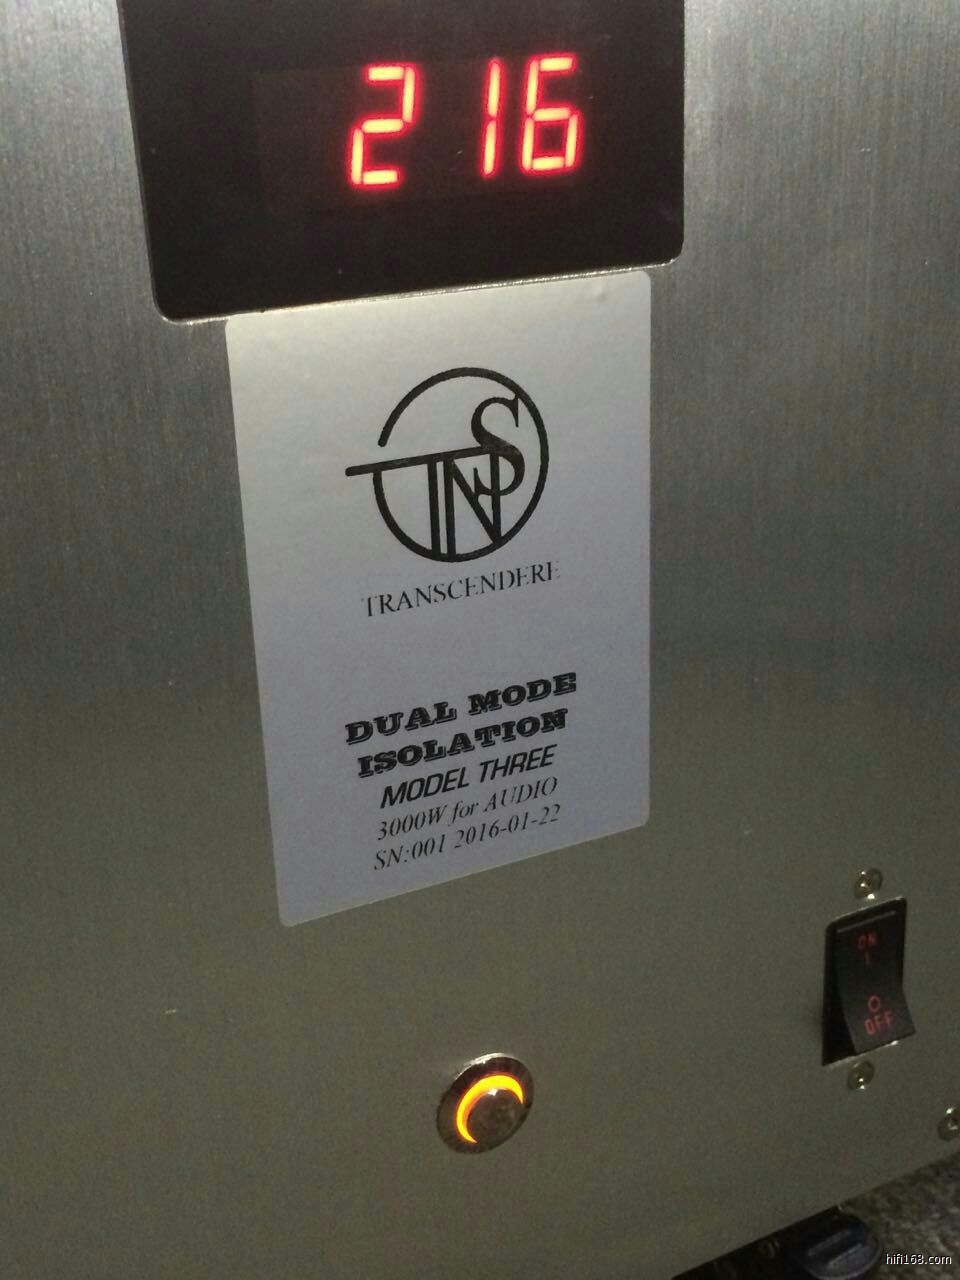 216
TNS
TRANSCENDERE
DUAL MODE
ISOLATION
MODEL THREE
3000W for AUDIO
SN:001 2016-01-22
ON
I
O
OFF
hifi168.com